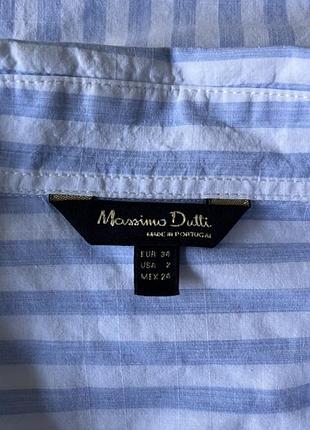 Massimo Dutti
MADE IN PORTUGAL
EUR 34
USA 2
MEX 24